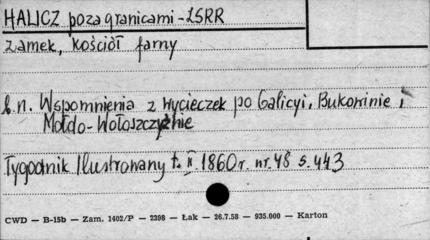 HALICZ poza granicami - ZSRR
zamek, kościół farny
b.n. Wspomnienia z wycieczek po Galicyi, Bukowinie i
Mołdo-Wołoszczyźnie
Tygodnik Ilustrowany t. II 1860 r. nr. 48 s. 443
CWD — B-15b — Zam. 1402/P — 2398 — Łak — 26.7.58 — 935.000 — Karton